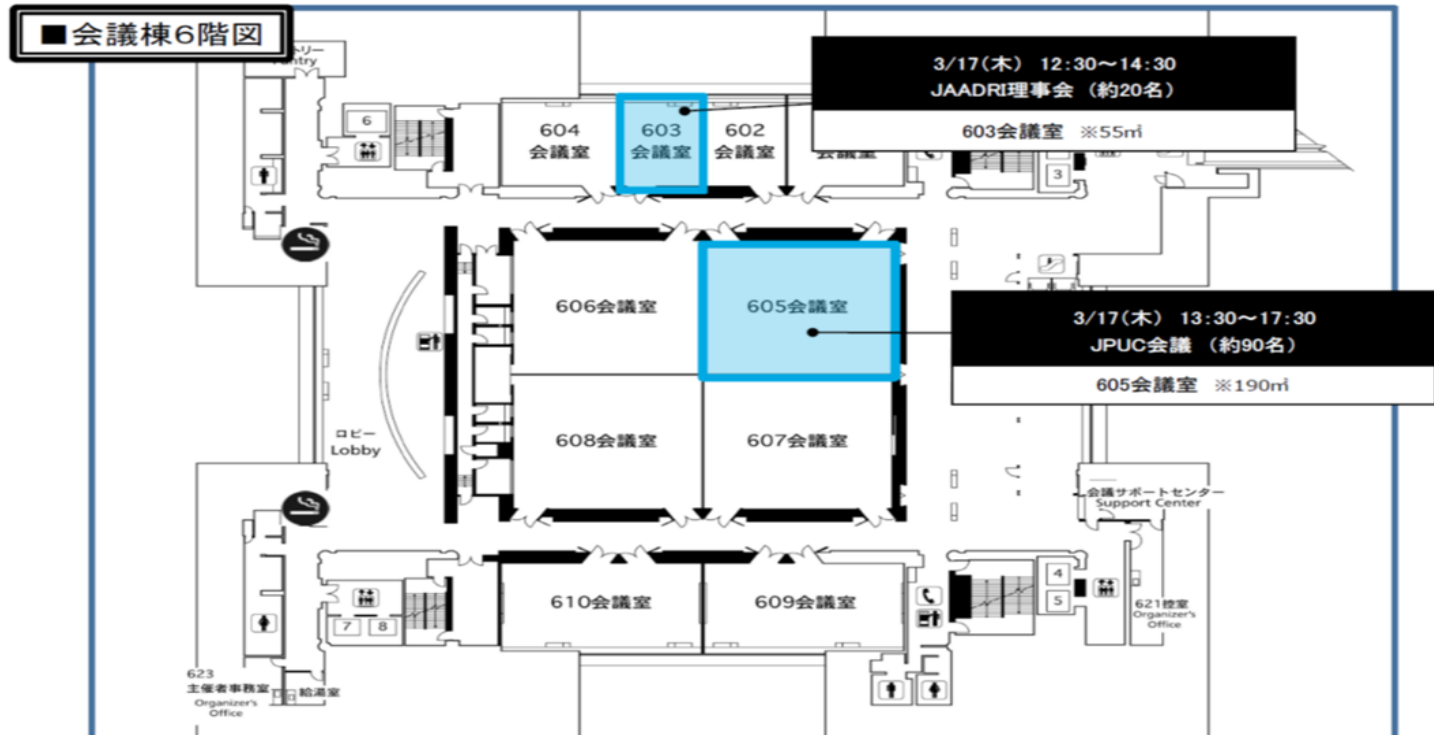 ■会議棟6階図
トリー
Pantry
3/17(木) 12:30~14:30
JAADRI理事会 (約20名)
603会議室 ※55㎡
6
604
会議室
603
会議室
602
会議室
会議室
3
606会議室
605会議室
3/17(木) 13:30~17:30
JPUC会議 (約90名)
605会議室 ※190㎡
ロビー
Lobby
608会議室
607会議室
会議サポートセンター
Support Center
610会議室
609会議室
4
5
7
8
621控室
Organizer's
Office
623
主催者事務室
Organizer's
Office
給湯室